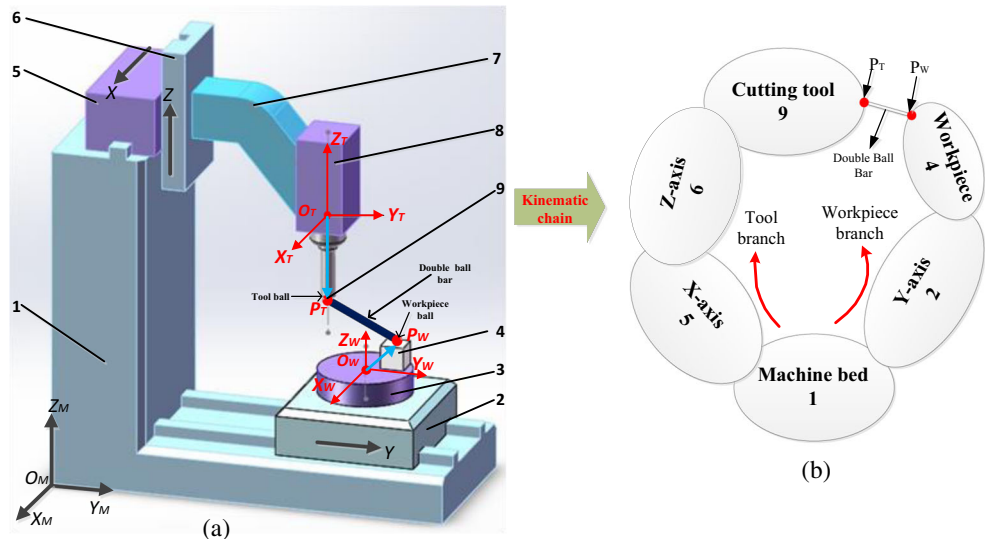 6
5
X
Z
7
8
Z_T
9
O_T
Y_T
X_T
Tool ball
Double ball
bar
P_T
Workpiece
ball
1
P_W
4
Z_W
O_W
Y_W
X_W
3
2
Z_M
Y
O_M
X_M
Y_M
(a)
Kinematic
chain
P_T
P_W
Cutting tool
9
Double Ball
Bar
Workpiece
4
Z-axis
6
Tool
branch
Workpiece
branch
X-axis
5
Y-axis
2
Machine bed
1
(b)